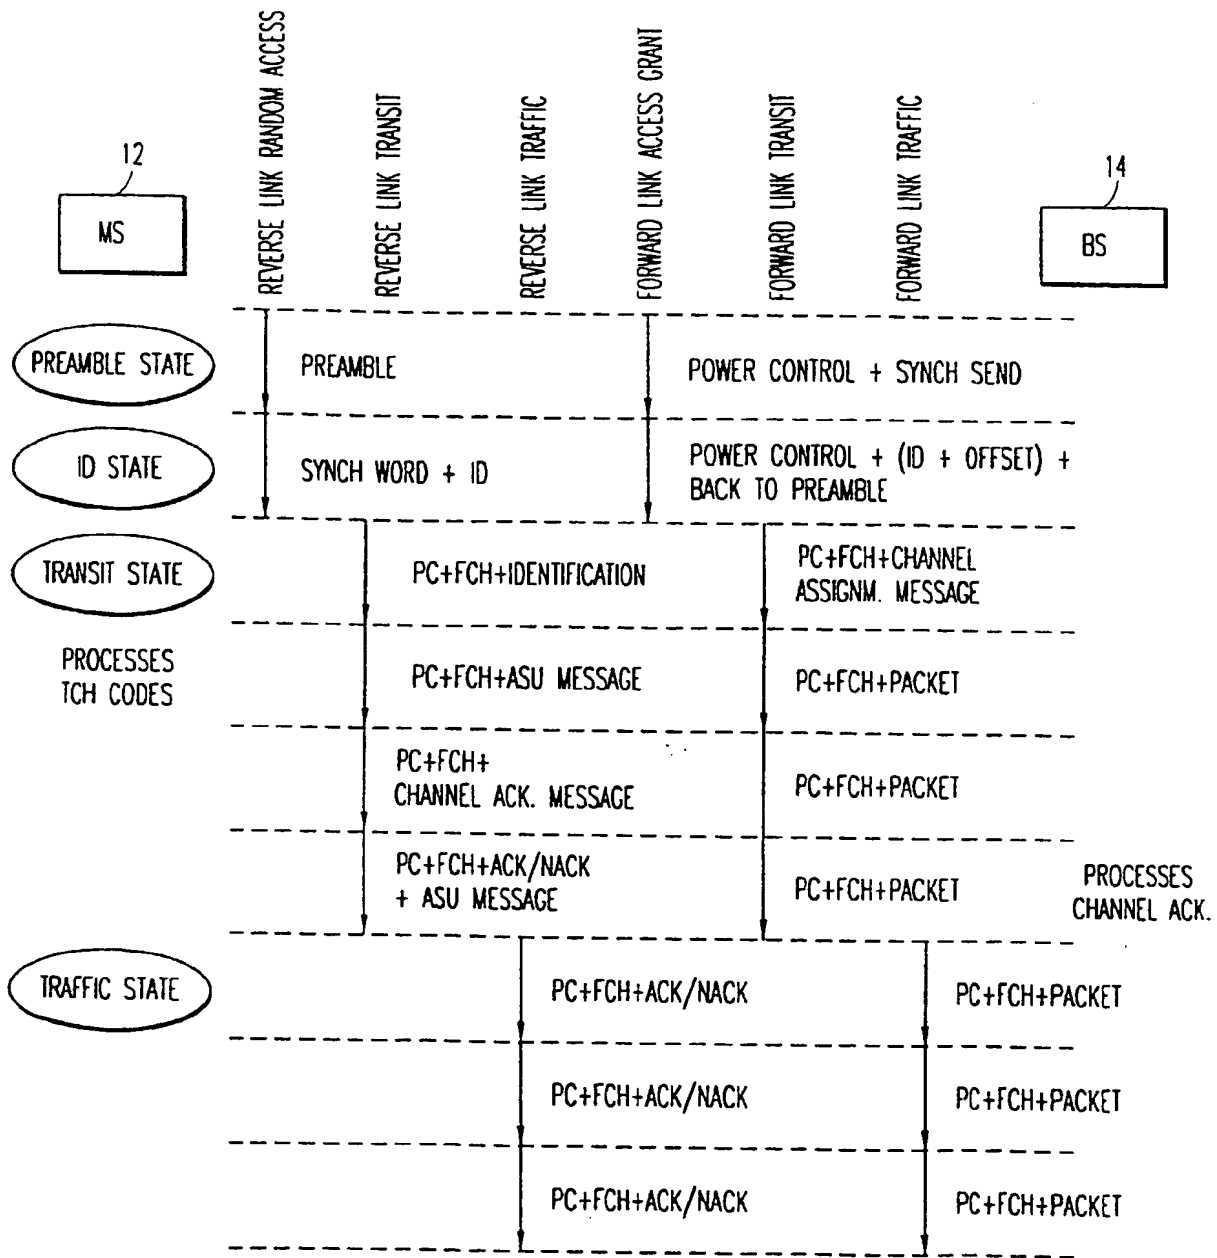 REVERSE LINK RANDOM ACCESS
REVERSE LINK TRANSIT
REVERSE LINK TRAFFIC
FORWARD LINK ACCESS GRANT
FORWARD LINK TRANSIT
FORWARD LINK TRAFFIC
12
MS
14
BS
PREAMBLE STATE
PREAMBLE
POWER CONTROL + SYNCH SEND
ID STATE
SYNCH WORD + ID
POWER CONTROL + (ID + OFFSET) +
BACK TO PREAMBLE
TRANSIT STATE
PC+FCH+IDENTIFICATION
PC+FCH+CHANNEL
ASSIGNM. MESSAGE
PROCESSES
TCH CODES
PC+FCH+ASU MESSAGE
PC+FCH+PACKET
PC+FCH+
CHANNEL ACK. MESSAGE
PC+FCH+PACKET
PC+FCH+ACK/NACK
+ ASU MESSAGE
PC+FCH+PACKET
PROCESSES
CHANNEL ACK.
TRAFFIC STATE
PC+FCH+ACK/NACK
PC+FCH+PACKET
PC+FCH+ACK/NACK
PC+FCH+PACKET
PC+FCH+ACK/NACK
PC+FCH+PACKET